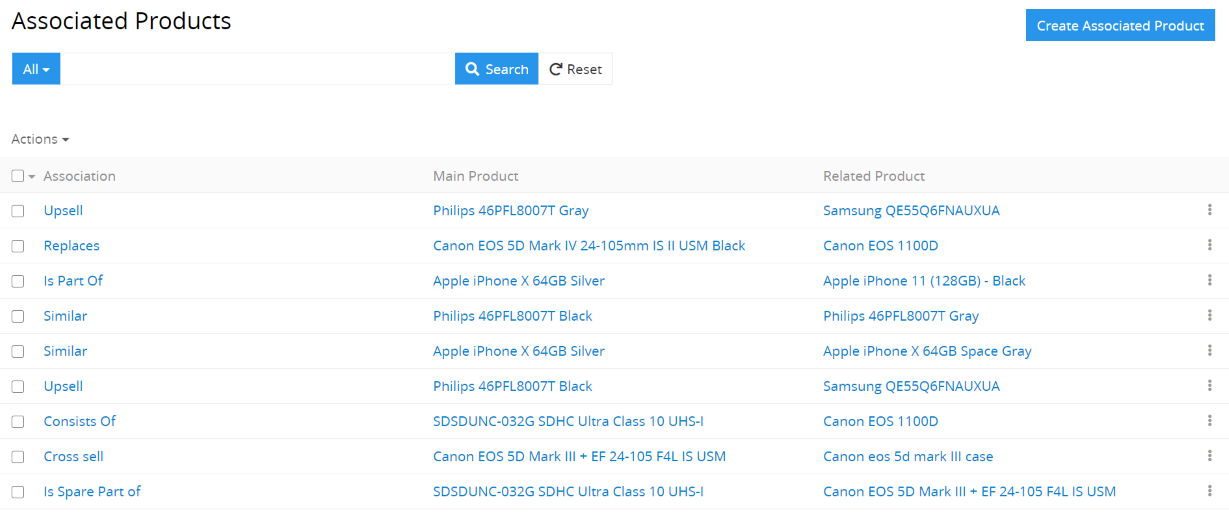 Associated Products
Create Associated Product
All Search Reset
Actions
Association Main Product Related Product
Upsell Philips 46PFL8007T Gray Samsung QE55Q6FNAUXUA
Replaces Canon EOS 5D Mark IV 24-105mm IS II USM Black Canon EOS 1100D
Is Part Of Apple iPhone X 64GB Silver Apple iPhone 11 (128GB) - Black
Similar Philips 46PFL8007T Black Philips 46PFL8007T Gray
Similar Apple iPhone X 64GB Silver Apple iPhone X 64GB Space Gray
Upsell Philips 46PFL8007T Black Samsung QE55Q6FNAUXUA
Consists Of SDSDUNC-032G SDHC Ultra Class 10 UHS-I Canon EOS 1100D
Cross sell Canon EOS 5D Mark III + EF 24-105 F4L IS USM Canon eos 5d mark III case
Is Spare Part of SDSDUNC-032G SDHC Ultra Class 10 UHS-I Canon EOS 5D Mark III + EF 24-105 F4L IS USM